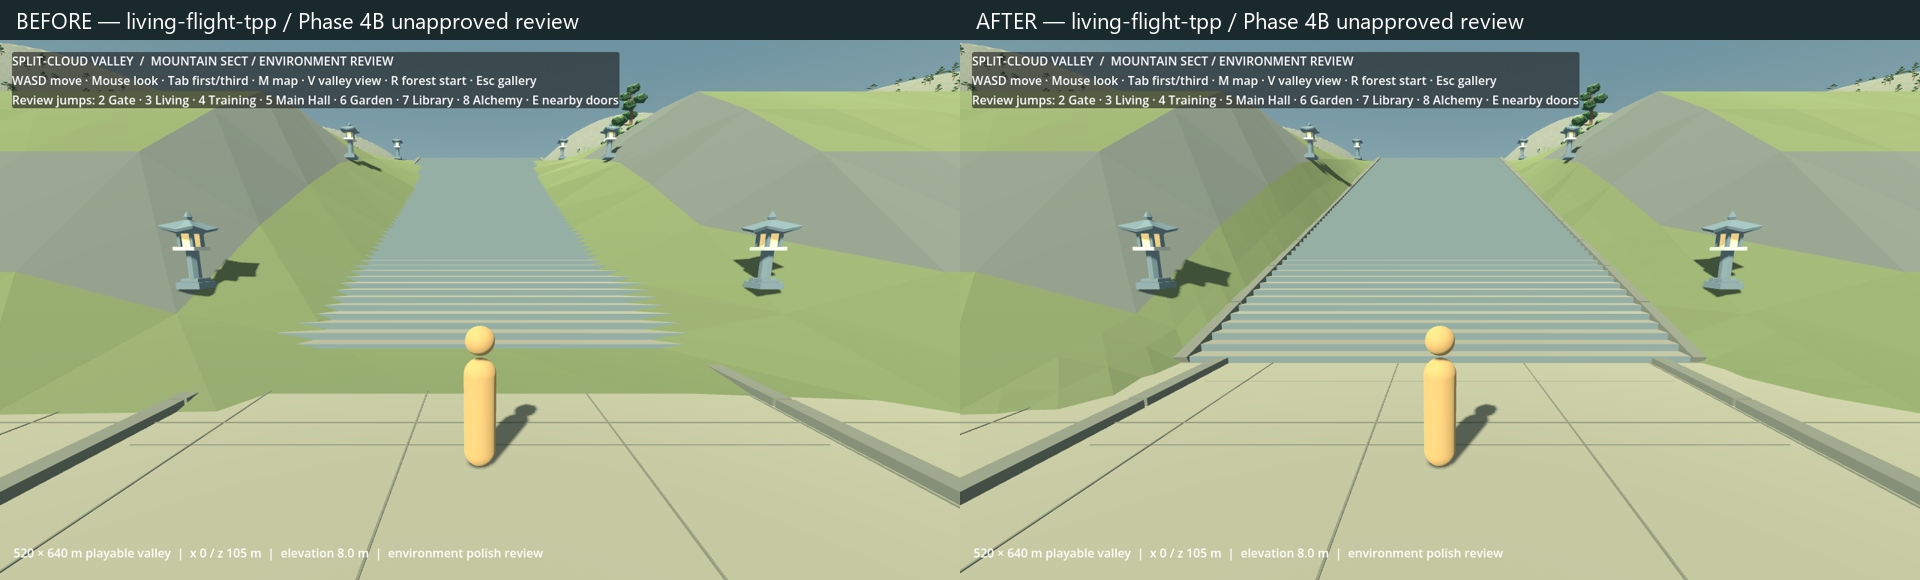 BEFORE — living-flight-tpp / Phase 4B unapproved review
SPLIT-CLOUD VALLEY / MOUNTAIN SECT / ENVIRONMENT REVIEW
WASD move · Mouse look · Tab first/third · M map · V valley view · R forest start · Esc gallery
Review jumps: 2 Gate · 3 Living · 4 Training · 5 Main Hall · 6 Garden · 7 Library · 8 Alchemy · E nearby doors
520 × 640 m playable valley | x 0 / z 105 m | elevation 8.0 m | environment polish review
AFTER — living-flight-tpp / Phase 4B unapproved review
SPLIT-CLOUD VALLEY / MOUNTAIN SECT / ENVIRONMENT REVIEW
WASD move · Mouse look · Tab first/third · M map · V valley view · R forest start · Esc gallery
Review jumps: 2 Gate · 3 Living · 4 Training · 5 Main Hall · 6 Garden · 7 Library · 8 Alchemy · E nearby doors
520 × 640 m playable valley | x 0 / z 105 m | elevation 8.0 m | environment polish review